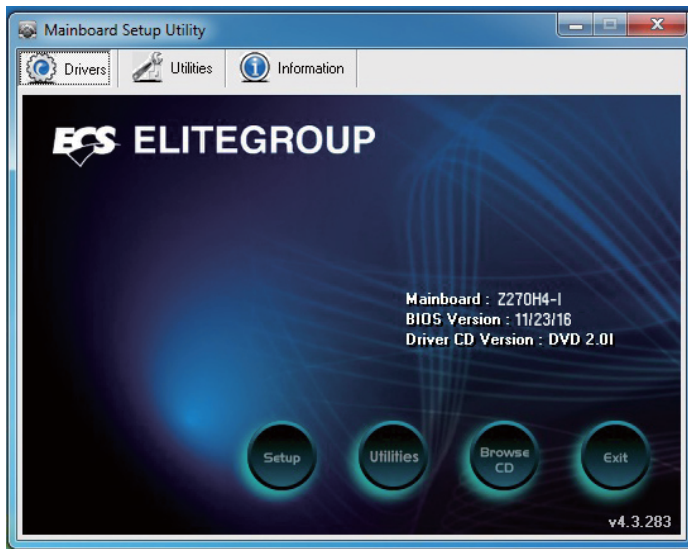 Mainboard Setup Utility
Drivers
Utilities
Information
ECS ELITEGROUP
Mainboard : Z270H4-I
BIOS Version : 11/23/16
Driver CD Version : DVD 2.0I
Setup
Utilities
Browse
CD
Exit
v4.3.283